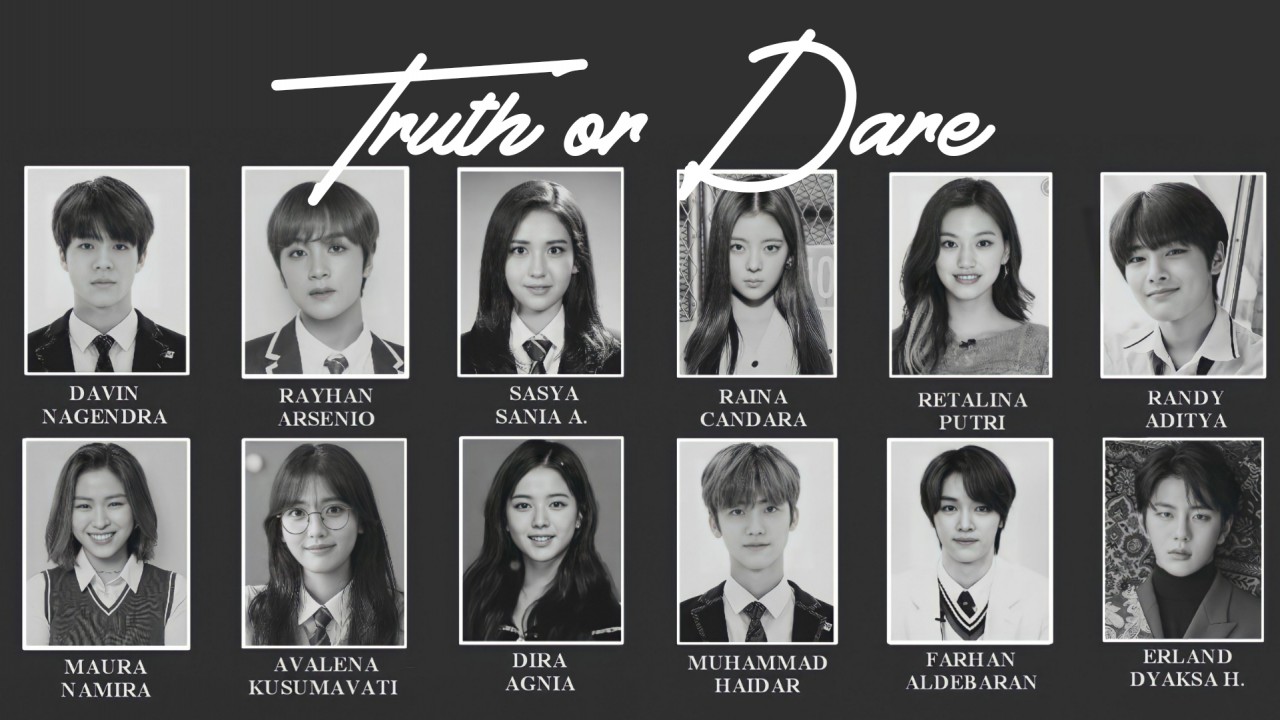 Truth or Dare
DAVIN
NAGENDRA
RAYHAN
ARSENIO
SASYA
SANIA A.
RAINA
CANDARA
RETALINA
PUTRI
RANDY
ADITYA
MAURA
NAMIRA
AVALENA
KUSUMAVATI
DIRA
AGNIA
MUHAMMAD
HAIDAR
FARHAN
ALDEBARAN
ERLAND
DYAKSA H.